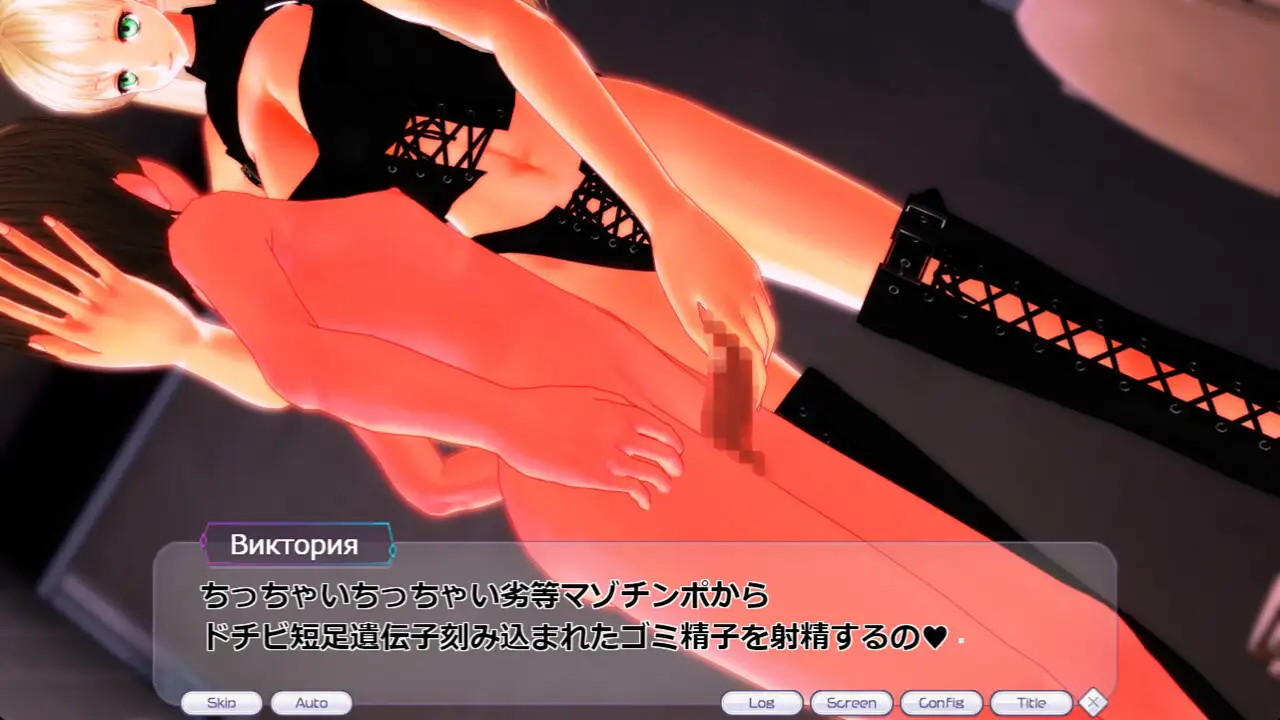 Виктория
ちっちゃいちっちゃい劣等マゾチンポから
ドチビ短足遺伝子刻み込まれたゴミ精子を射精するの♥
Skip
Auto
Log
Screen
Config
Title